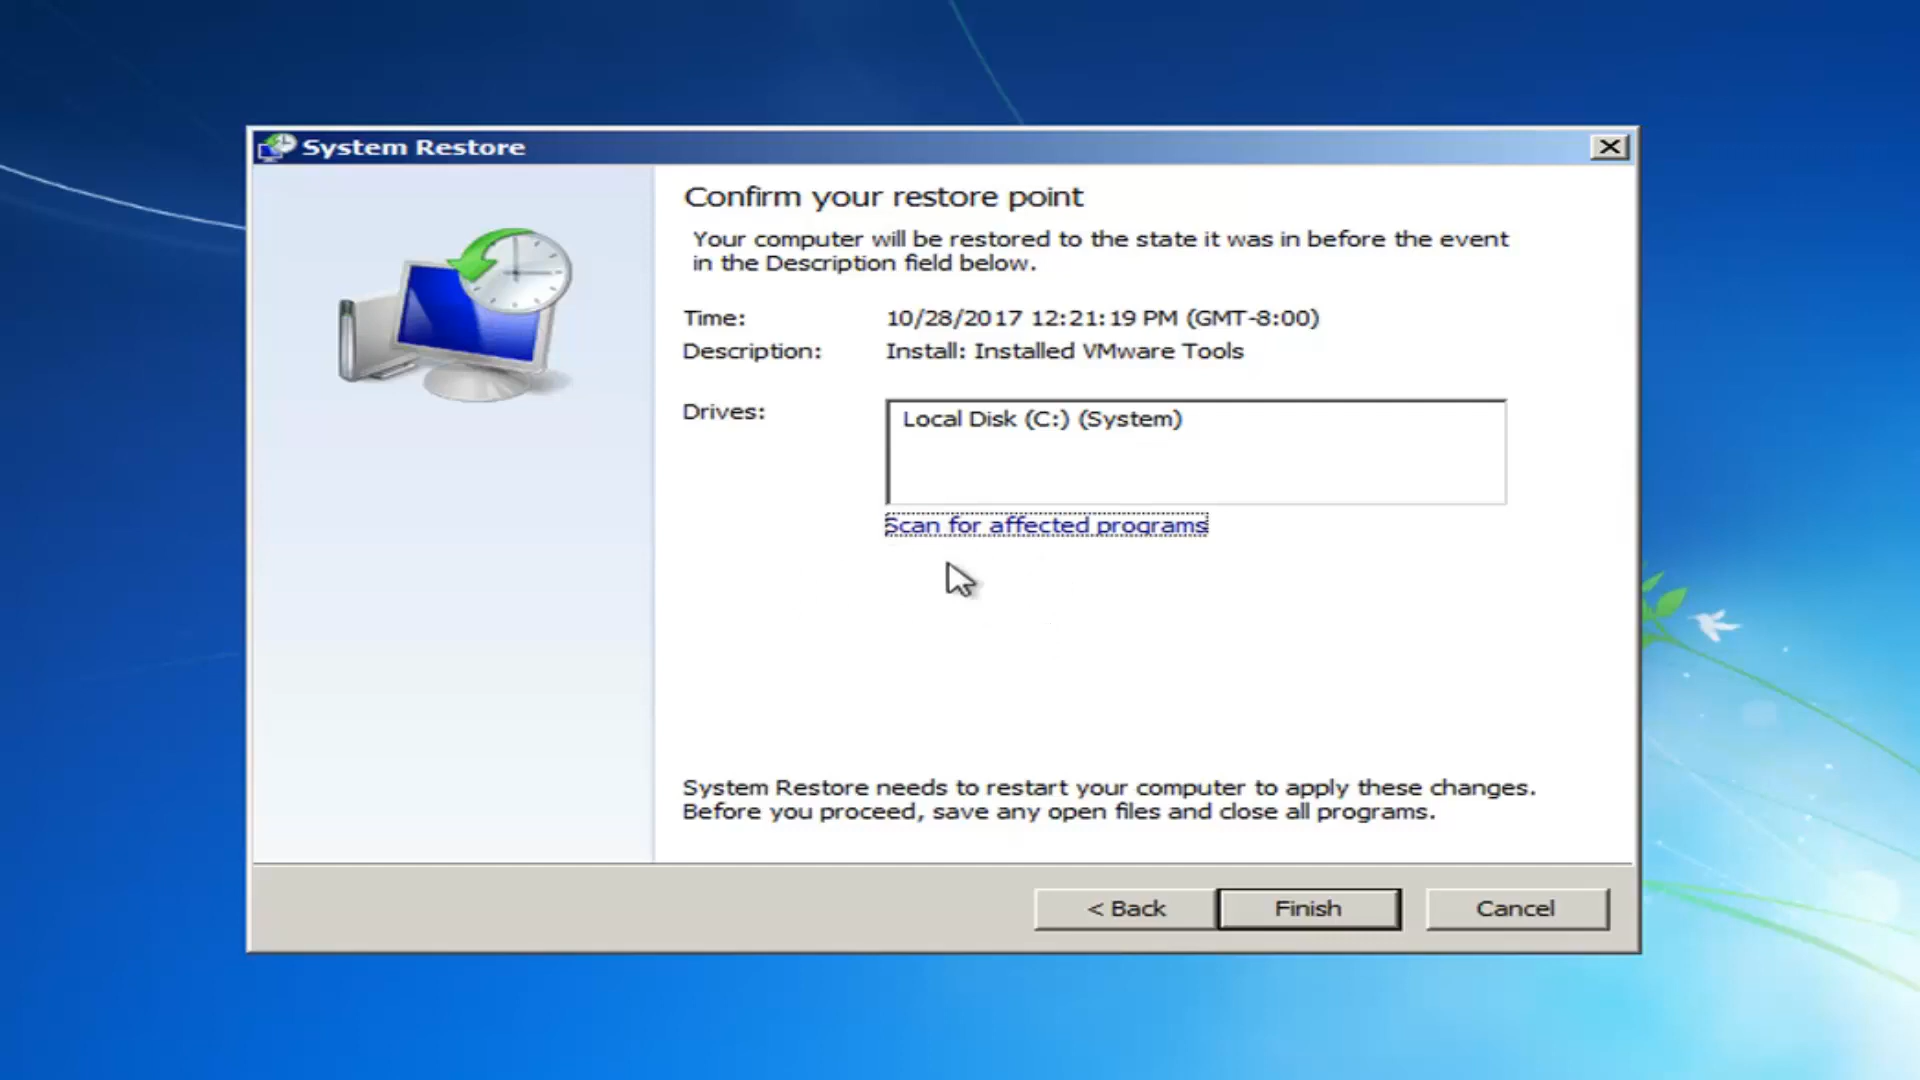 System Restore
Confirm your restore point
Your computer will be restored to the state it was in before the event
in the Description field below.
Time: 10/28/2017 12:21:19 PM (GMT-8:00)
Description: Install: Installed VMware Tools
Drives: Local Disk (C:) (System)
Scan for affected programs
System Restore needs to restart your computer to apply these changes.
Before you proceed, save any open files and close all programs.
< Back Finish Cancel